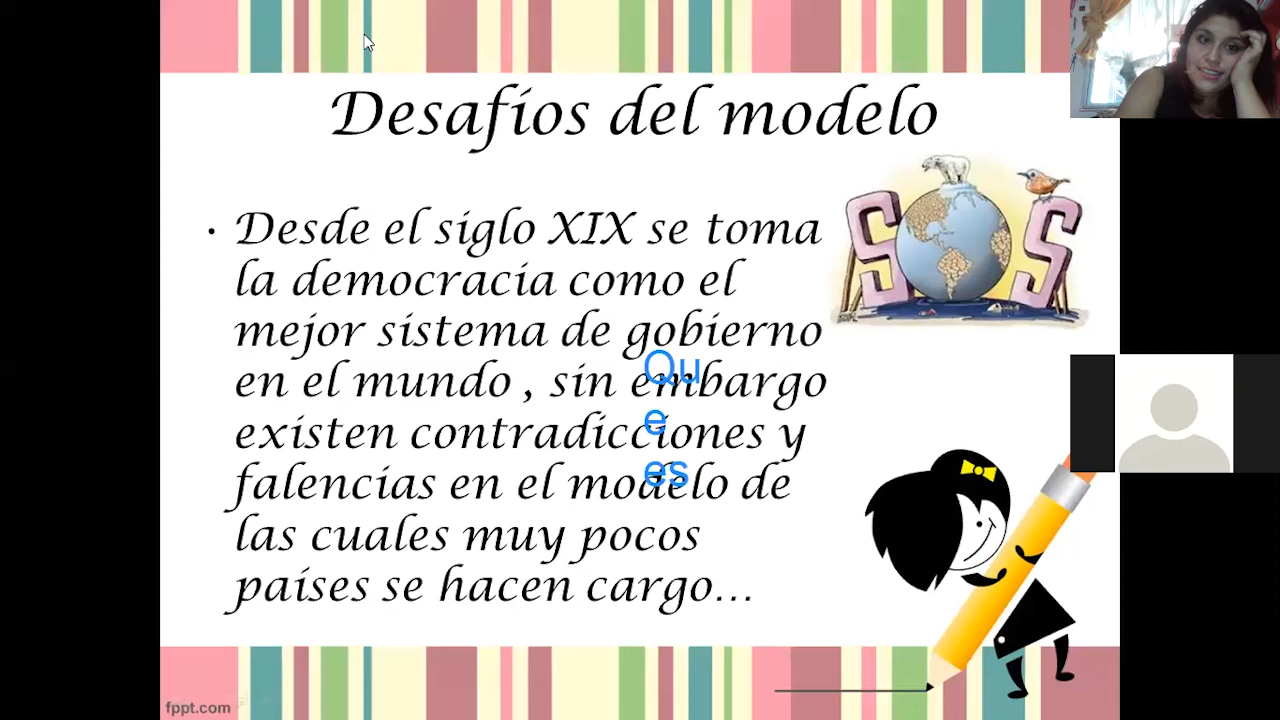 Desafíos del modelo
• Desde el siglo XIX se toma
la democracia como el
mejor sistema de gobierno
en el mundo , sin embargo
existen contradicciones y
falencias en el modelo de
las cuales muy pocos
países se hacen cargo...
Qu
e
es
SOS
fppt.com